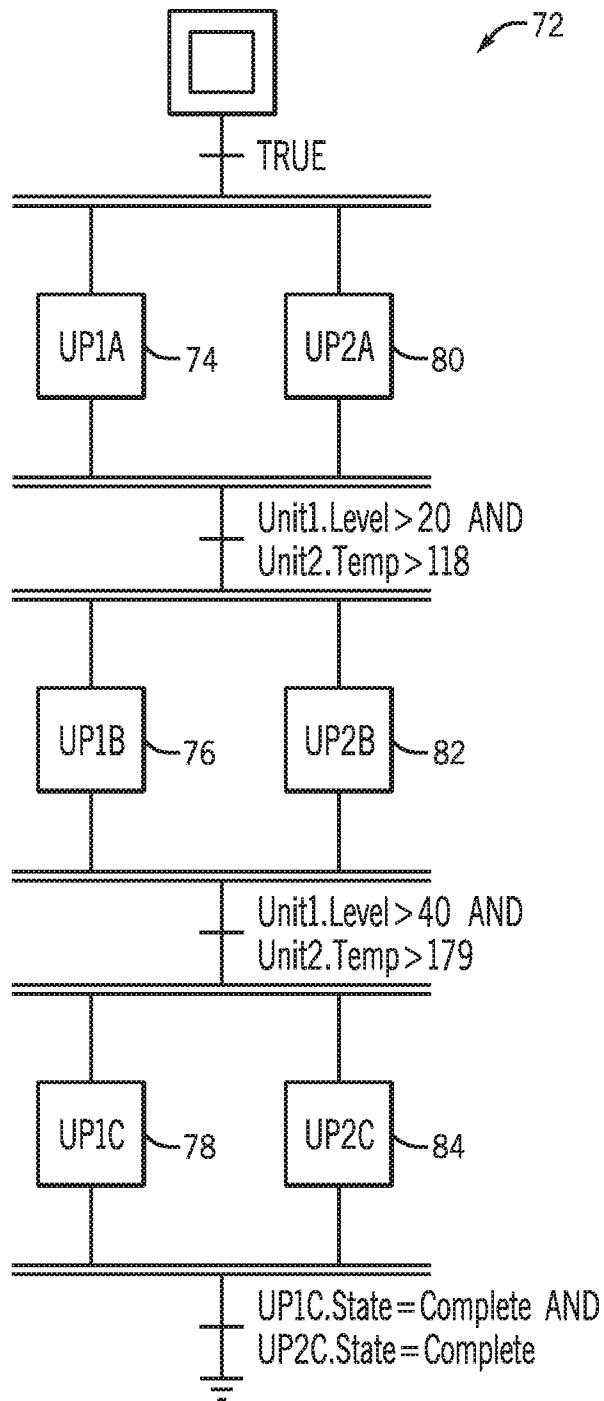 72
TRUE
UP1A 74 UP2A 80
Unit1.Level>20 AND
Unit2.Temp>118
UP1B 76 UP2B 82
Unit1.Level>40 AND
Unit2.Temp>179
UP1C 78 UP2C 84
UP1C.State=Complete AND
UP2C.State=Complete